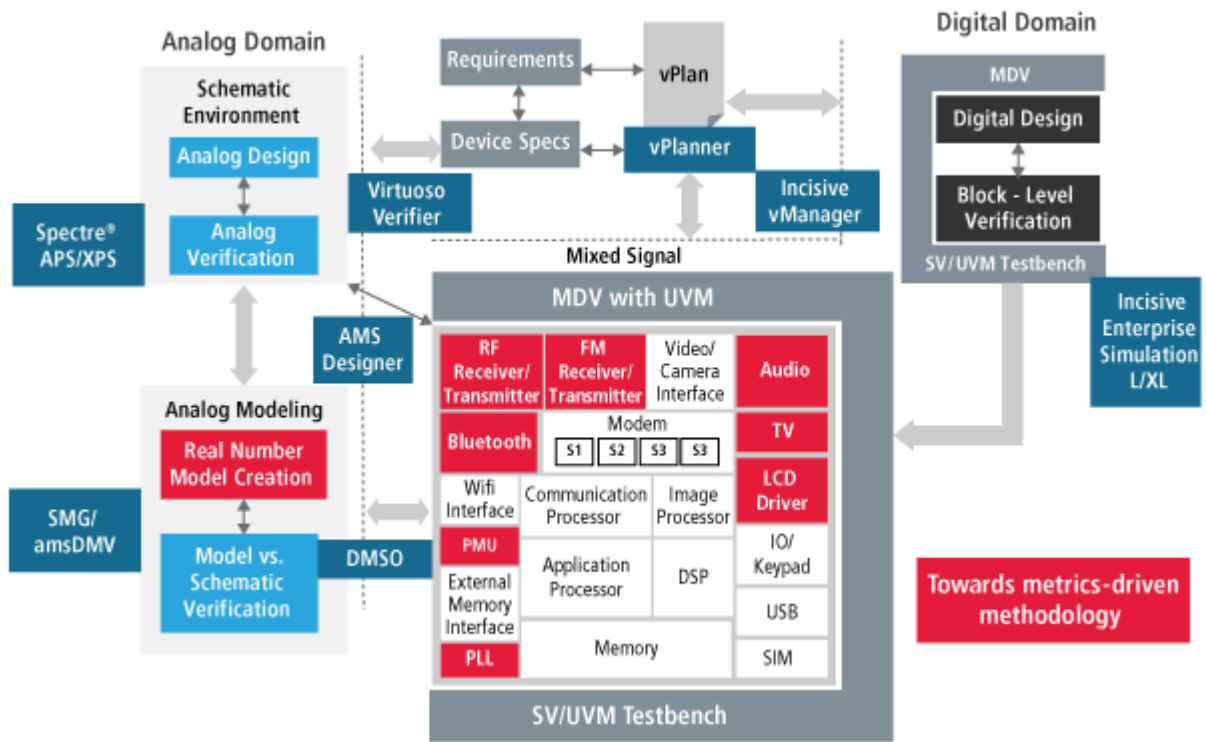 Analog Domain
Digital Domain
Schematic
Environment
Analog Design
Analog
Verification
Spectre®
APS/XPS
Virtuoso
Verifier
Requirements
Device Specs
vPlan
vPlanner
Incisive
vManager
MDV
Digital Design
Block - Level
Verification
SV/UVM Testbench
Incisive
Enterprise
Simulation
L/XL
AMS
Designer
Analog Modeling
Real Number
Model Creation
Model vs.
Schematic
Verification
SMG/
amsDMV
DMSO
Mixed Signal
MDV with UVM
RF
Receiver/
Transmitter
FM
Receiver/
Transmitter
Video/
Camera
Interface
Audio
Bluetooth
Modem
S1
S2
S3
S3
TV
Wifi
Interface
Communication
Processor
Image
Processor
LCD
Driver
PMU
Application
Processor
DSP
IO/
Keypad
External
Memory
Interface
USB
PLL
Memory
SIM
SV/UVM Testbench
Towards metrics-driven
methodology